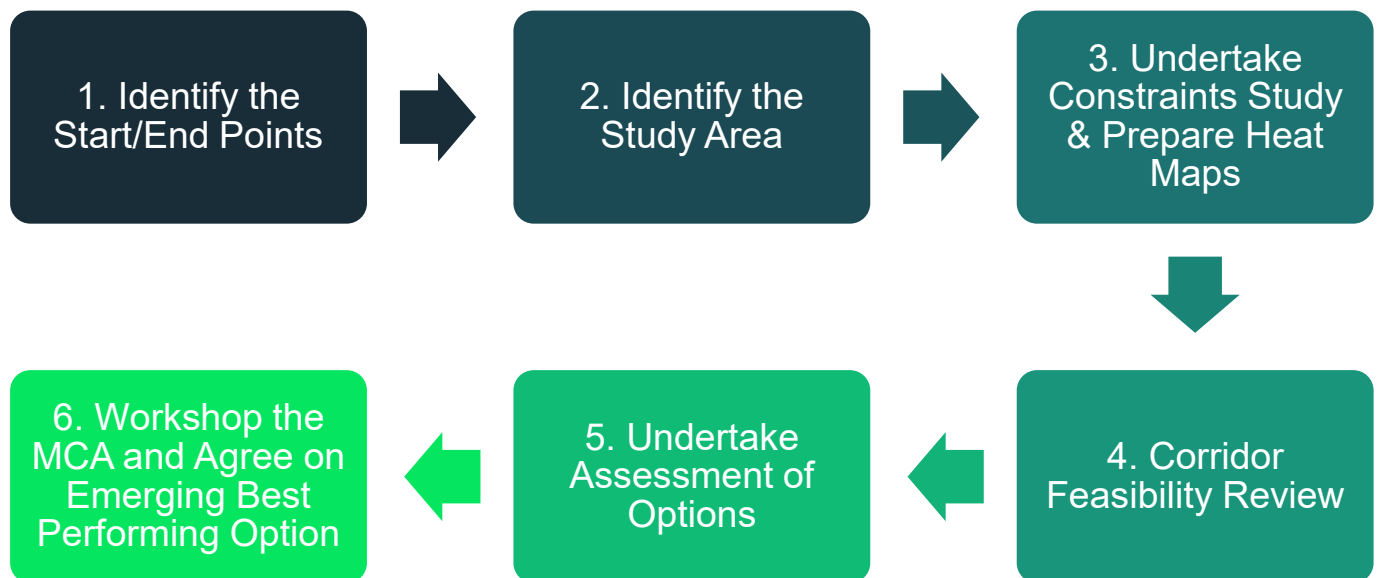 1. Identify the
Start/End Points
2. Identify the
Study Area
3. Undertake
Constraints Study
& Prepare Heat
Maps
4. Corridor
Feasibility Review
5. Undertake
Assessment of
Options
6. Workshop the
MCA and Agree on
Emerging Best
Performing Option